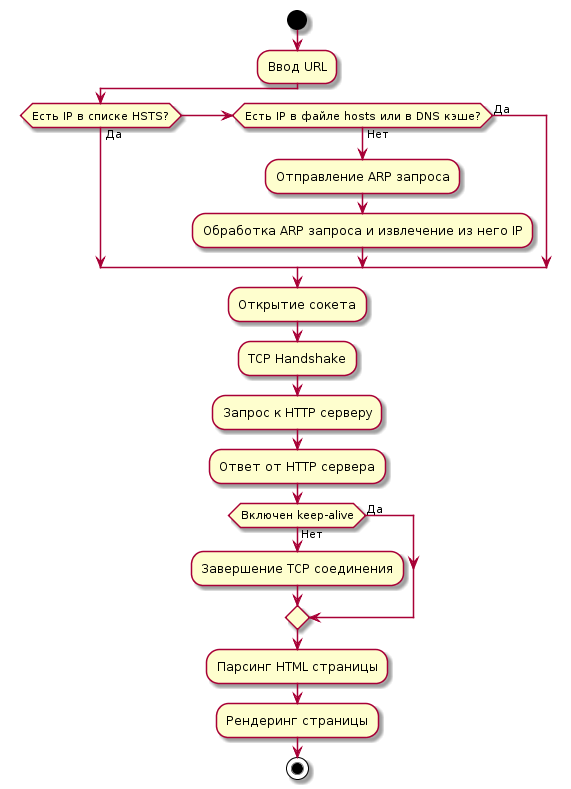 Ввод URL
Есть IP в списке HSTS?
Да
Есть IP в файле hosts или в DNS кэше?
Да
Нет
Отправление ARP запроса
Обработка ARP запроса и извлечение из него IP
Открытие сокета
TCP Handshake
Запрос к HTTP серверу
Ответ от HTTP сервера
Включен keep-alive
Да
Нет
Завершение TCP соединения
Парсинг HTML страницы
Рендеринг страницы